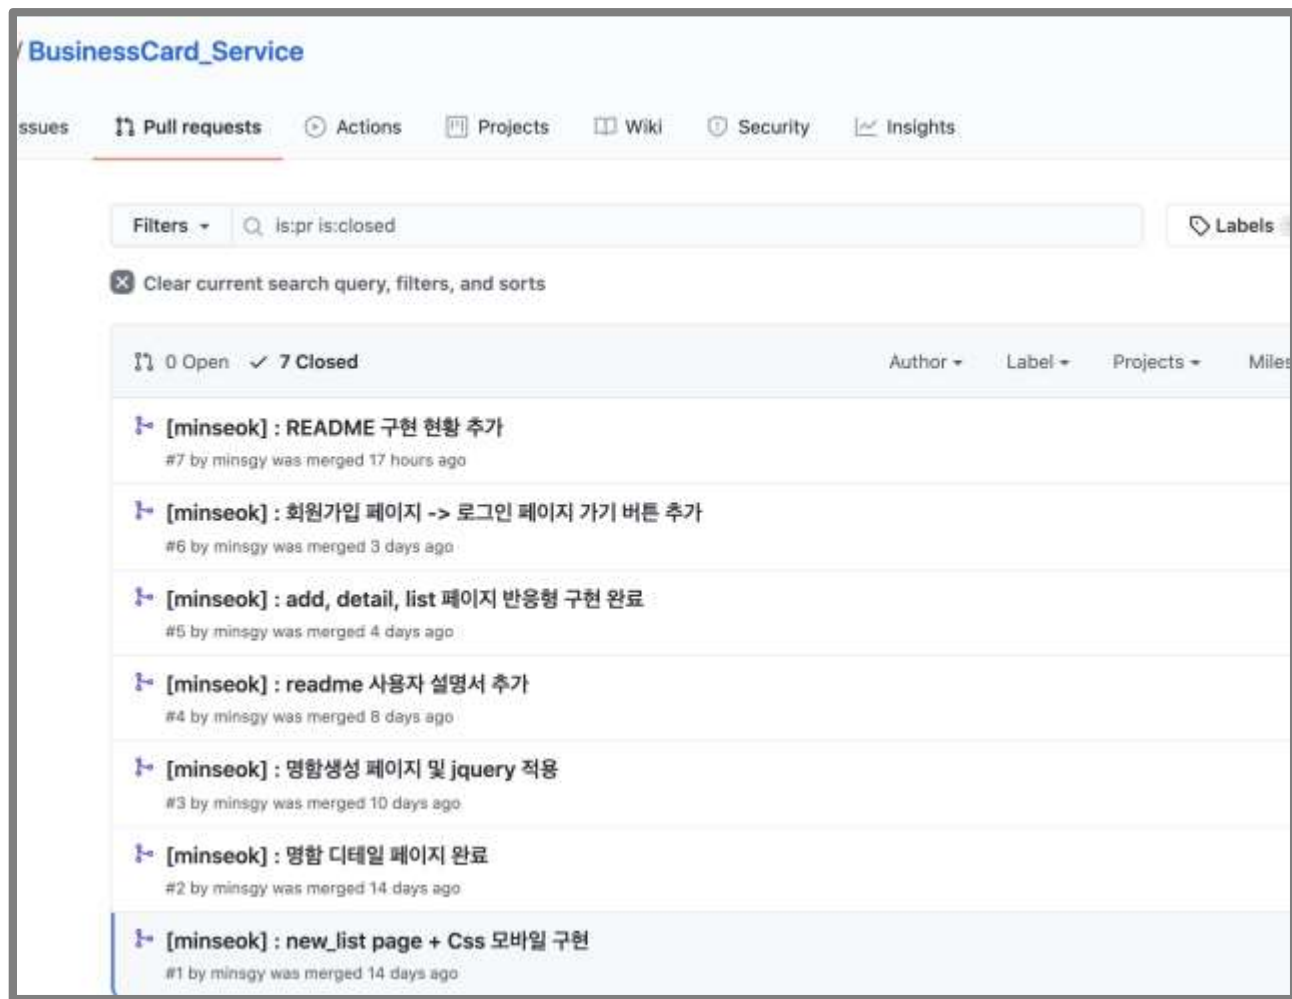 / BusinessCard_Service
ssues Pull requests Actions Projects Wiki Security Insights
Filters is:pr is:closed Labels
Clear current search query, filters, and sorts
0 Open 7 Closed Author Label Projects Miles
[minseok] : README 구현 현황 추가
#7 by minsgy was merged 17 hours ago
[minseok] : 회원가입 페이지 -> 로그인 페이지 가기 버튼 추가
#6 by minsgy was merged 3 days ago
[minseok] : add, detail, list 페이지 반응형 구현 완료
#5 by minsgy was merged 4 days ago
[minseok] : readme 사용자 설명서 추가
#4 by minsgy was merged 8 days ago
[minseok] : 명함생성 페이지 및 jquery 적용
#3 by minsgy was merged 10 days ago
[minseok] : 명함 디테일 페이지 완료
#2 by minsgy was merged 14 days ago
[minseok] : new_list page + Css 모바일 구현
#1 by minsgy was merged 14 days ago